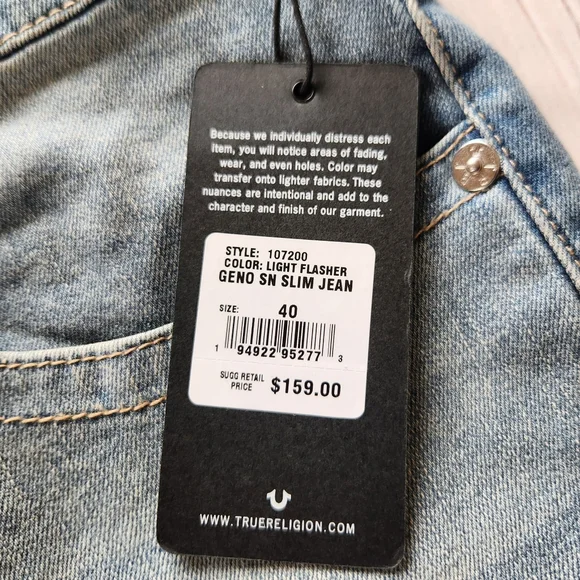 Because we individually distress each
item, you will notice areas of fading,
wear, and even holes. Color may
transfer onto lighter fabrics. These
nuances are intentional and add to the
character and finish of our garment.
STYLE: 107200
COLOR: LIGHT FLASHER
GENO SN SLIM JEAN
SIZE: 40
1 94922 95277 3
SUGG RETAIL
PRICE $159.00
WWW.TRUERELIGION.COM